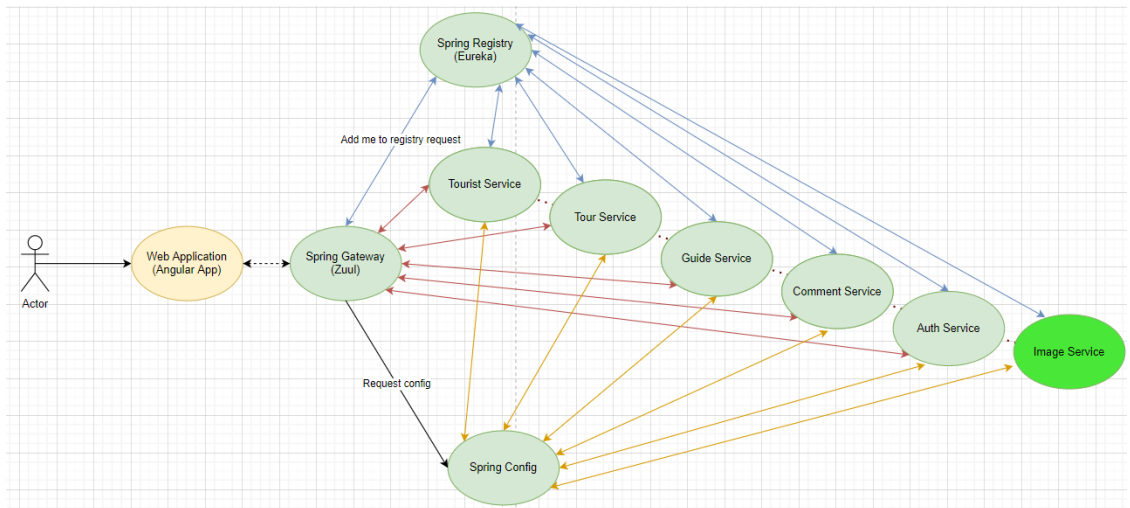 Spring Registry
(Eureka)
Add me to registry request
Tourist Service
Tour Service
Web Application
(Angular App)
Spring Gateway
(Zuul)
Guide Service
Comment Service
Actor
Auth Service
Image Service
Request config
Spring Config